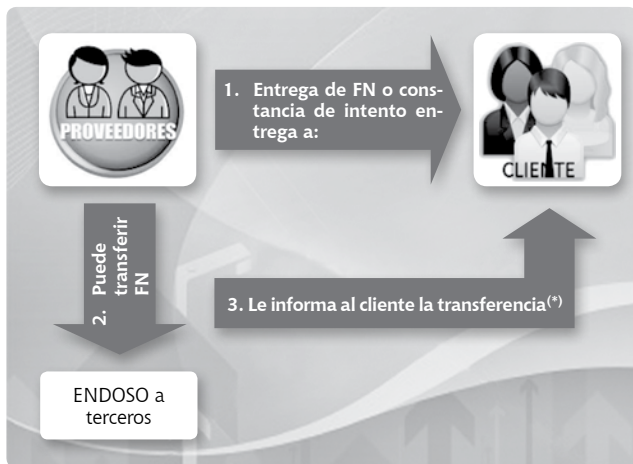 PROVEEDORES
1. Entrega de FN o cons-
tancia de intento en-
trega a:
CLIENTE
2. Puede
transferir
FN
3. Le informa al cliente la transferencia(*)
ENDOSO a
terceros